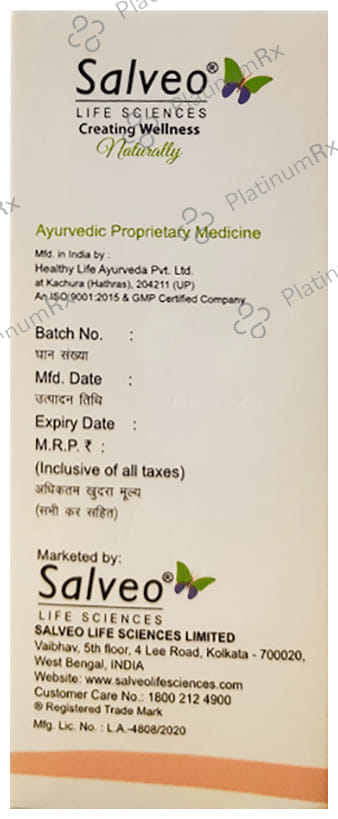 Salveo®
LIFE SCIENCES
Creating Wellness
Naturally
Ayurvedic Proprietary Medicine
Mfd. in India by :
Healthy Life Ayurveda Pvt. Ltd.
at Kachura (Hathras), 204211 (UP)
An ISO 9001:2015 & GMP Certified Company
Batch No. :
घान संख्या
Mfd. Date :
उत्पादन तिथि
Expiry Date :
M.R.P. ₹ :
(Inclusive of all taxes)
अधिकतम खुदरा मूल्य
(सभी कर सहित)
Marketed by:
Salveo®
LIFE SCIENCES
SALVEO LIFE SCIENCES LIMITED
Vaibhav, 5th floor, 4 Lee Road, Kolkata - 700020,
West Bengal, INDIA
Website: www.salveolifesciences.com
Customer Care No.: 1800 212 4900
® Registered Trade Mark
Mfg. Lic. No. : L.A.-4808/2020
PlatinumRx
PlatinumRx